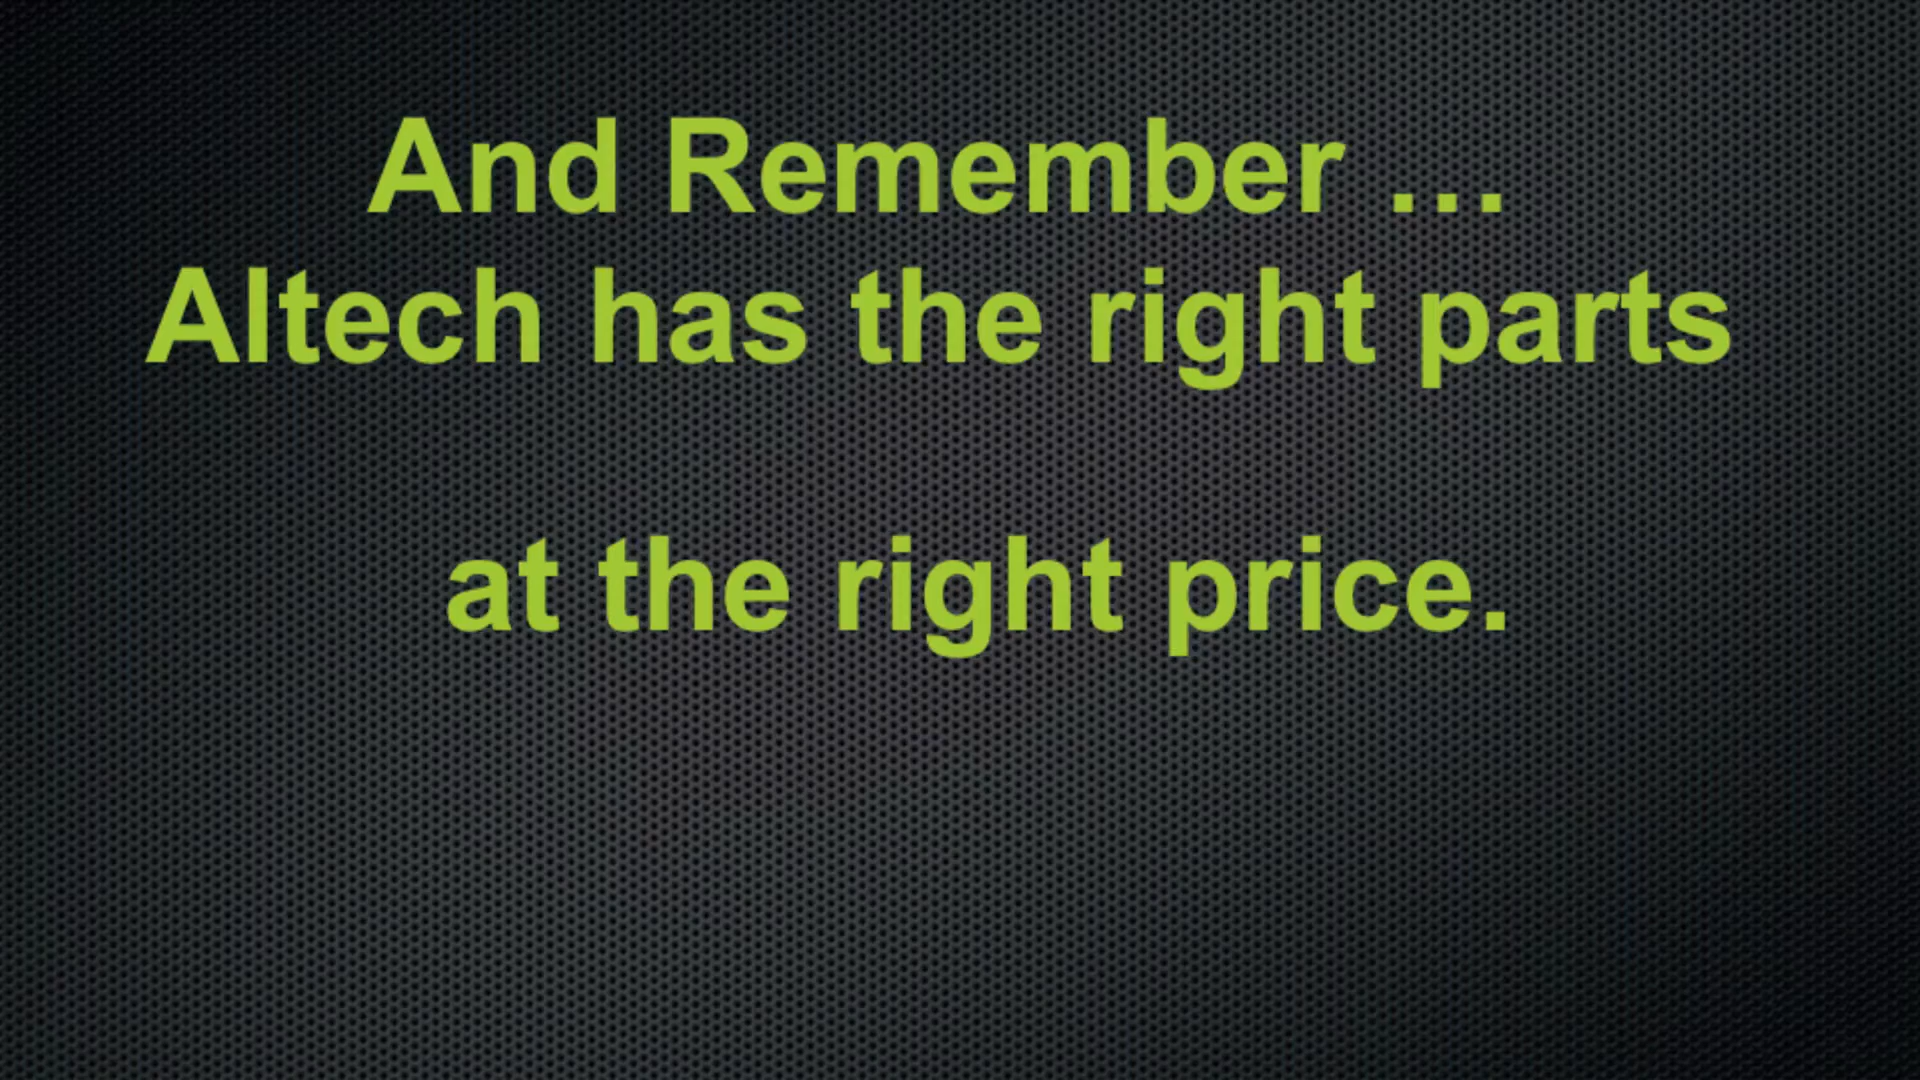 And Remember …
Altech has the right parts
at the right price.